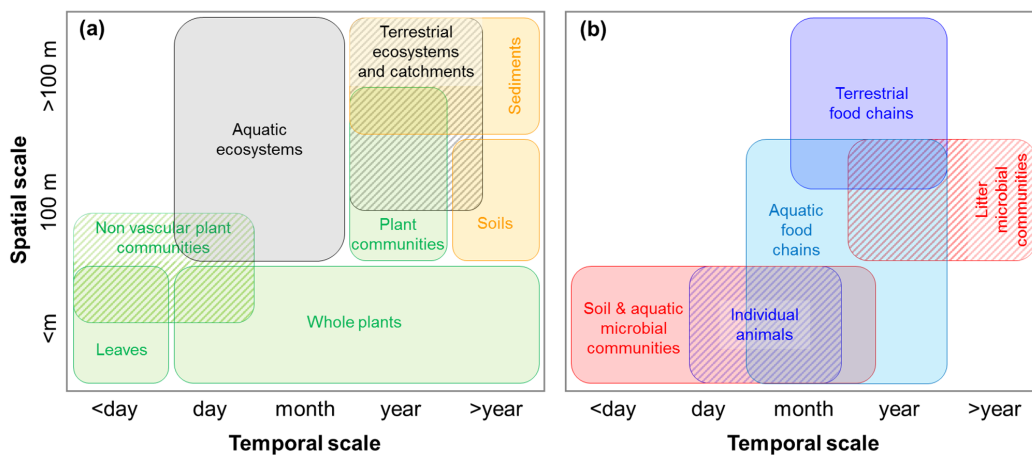 (a)
Spatial scale
>100 m
100 m
<m
Terrestrial
ecosystems
and catchments
Sediments
Aquatic
ecosystems
Non vascular plant
communities
Plant
communities
Soils
Whole plants
Leaves
<day
day
month
year
>year
Temporal scale
(b)
Terrestrial
food chains
Litter
microbial
communities
Aquatic
food
chains
Soil & aquatic
microbial
communities
Individual
animals
<day
day
month
year
>year
Temporal scale